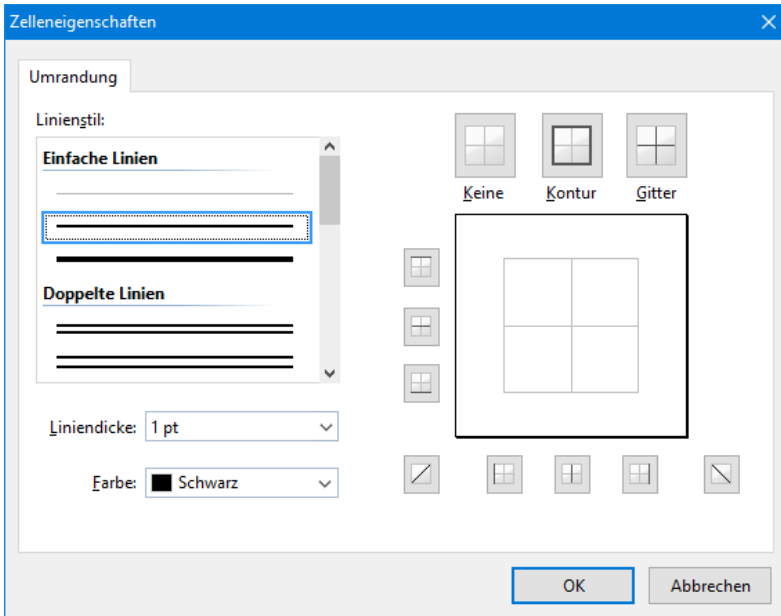 Zelleneigenschaften
Umrandung
Linienstil:
Einfache Linien
Doppelte Linien
Liniendicke: 1 pt
Farbe: Schwarz
Keine Kontur Gitter
OK Abbrechen